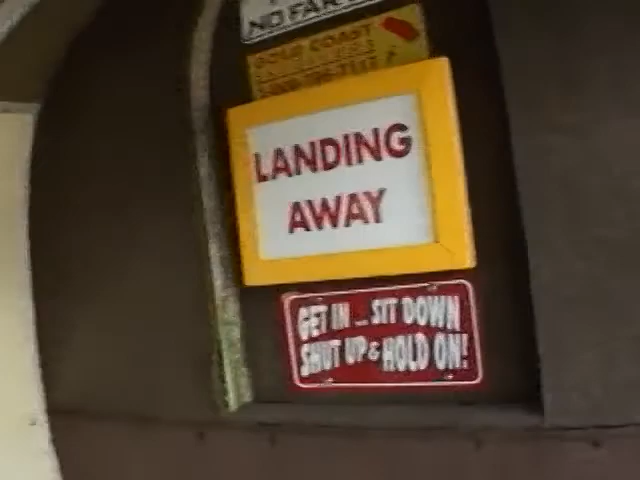 NO FAR
GOLD COAST
LANDING
AWAY
GET IN ... SIT DOWN
SHUT UP & HOLD ON!